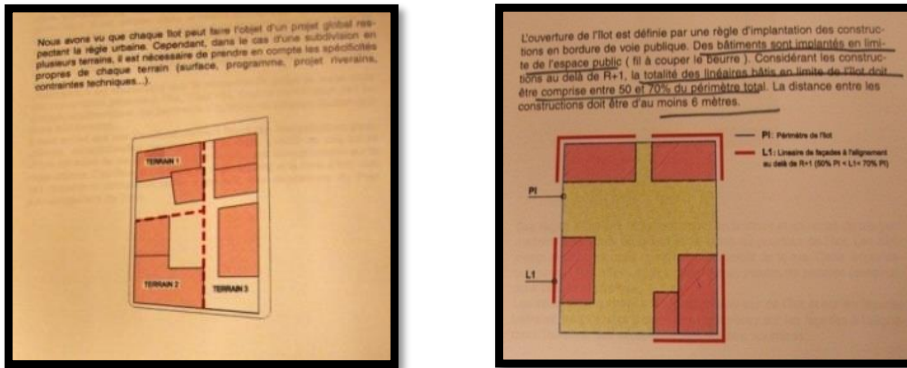 Nous avons vu que chaque îlot peut faire l'objet d'un projet global res-
pectant la règle urbaine. Cependant, dans le cas d'une subdivision en
plusieurs terrains, il est nécessaire de prendre en compte les spécificités
propres de chaque terrain (surface, programme, projet riverains,
contraintes techniques...).
TERRAIN 1
TERRAIN 2
TERRAIN 3
L'ouverture de l'îlot est définie par une règle d'implantation des construc-
tions en bordure de voie publique. Des bâtiments sont implantés en limi-
te de l'espace public ( fil à couper le beurre ). Considérant les construc-
tions au delà de R+1, la totalité des linéaires bâtis en limite de l'îlot doit
être comprise entre 50 et 70% du périmètre total. La distance entre les
constructions doit être d'au moins 6 mètres.
PI : Périmètre de l'îlot
L1 : Lineaire de façades à l'alignement
au delà de R+1 (50% PI < L1< 70% PI)
PI
L1